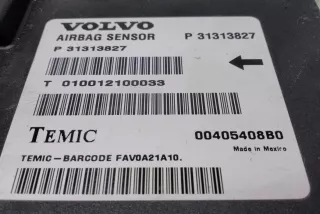 VOLVO
AIRBAG SENSOR P 31313827
P 31313827
T 010012100033
TEMIC 00405408B0
Made in Mexico
TEMIC-BARCODE FAV0A21A10.